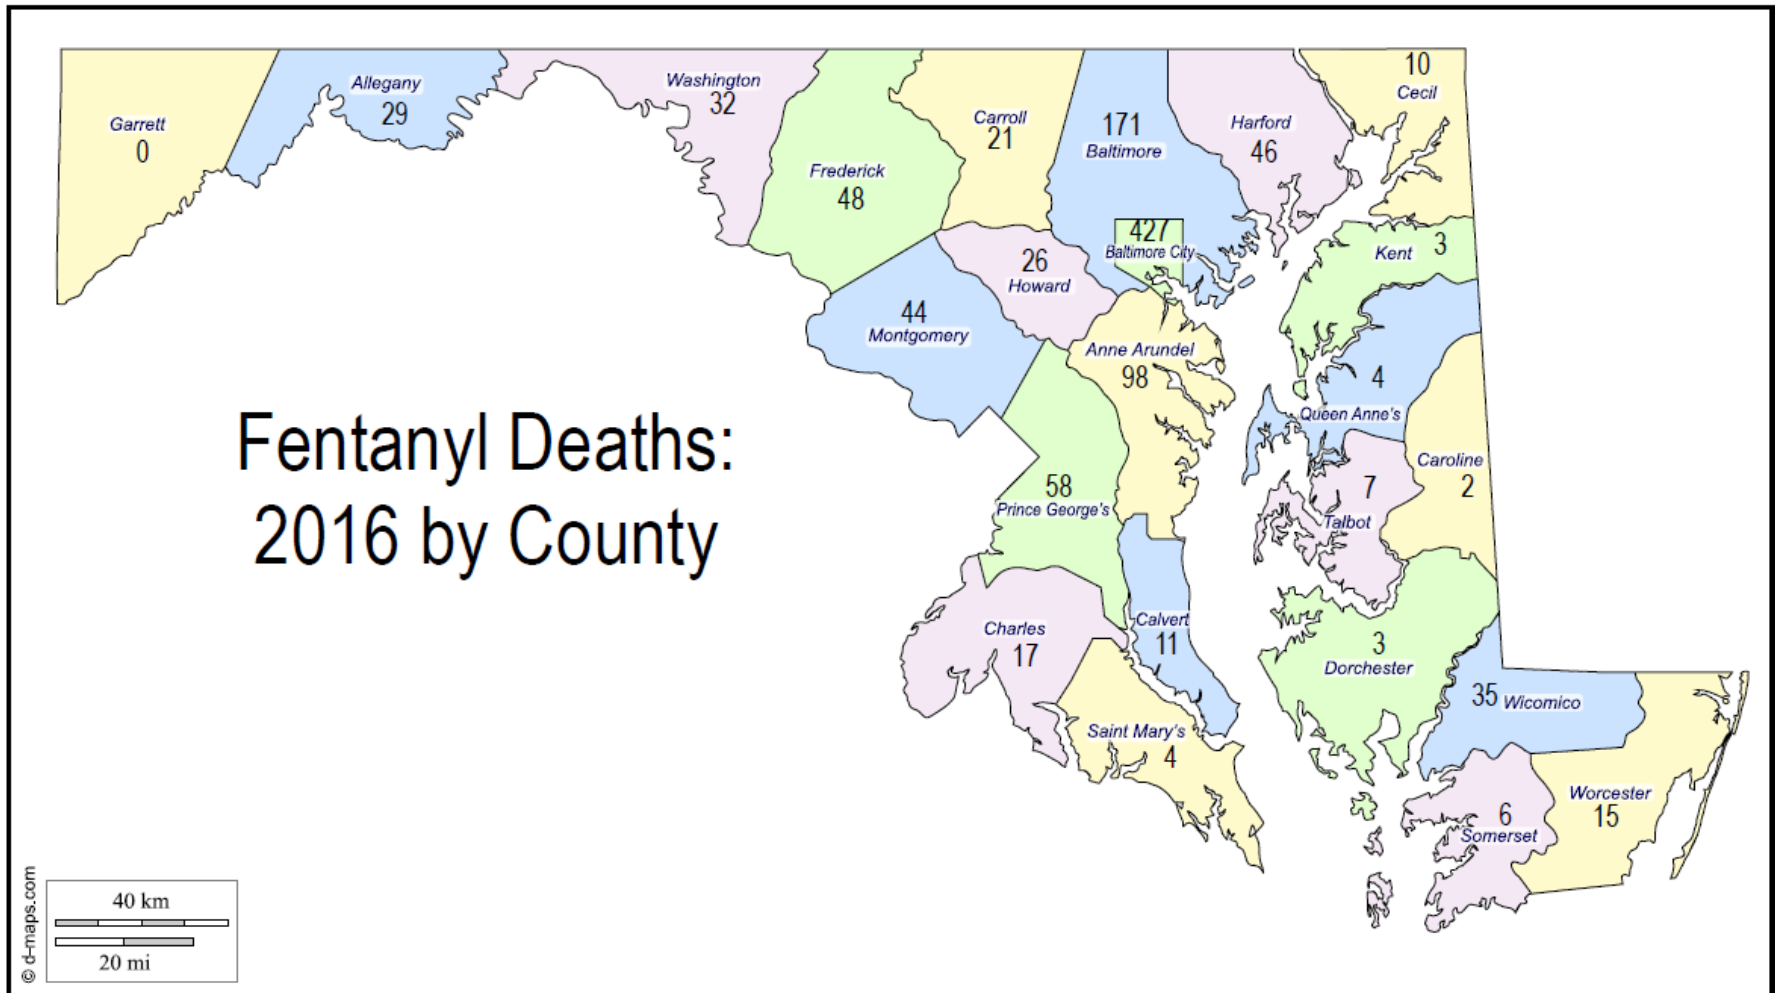 Garrett
0
Allegany
29
Washington
32
Frederick
48
Carroll
21
171
Baltimore
427
Baltimore City
Harford
46
10
Cecil
Kent 3
26
Howard
44
Montgomery
Anne Arundel
98
4
Queen Anne's
Caroline
2
7
Talbot
58
Prince George's
Fentanyl Deaths:
2016 by County
Charles
17
Calvert
11
Saint Mary's
4
3
Dorchester
35 Wicomico
6
Somerset
Worcester
15
40 km
20 mi
© d-maps.com